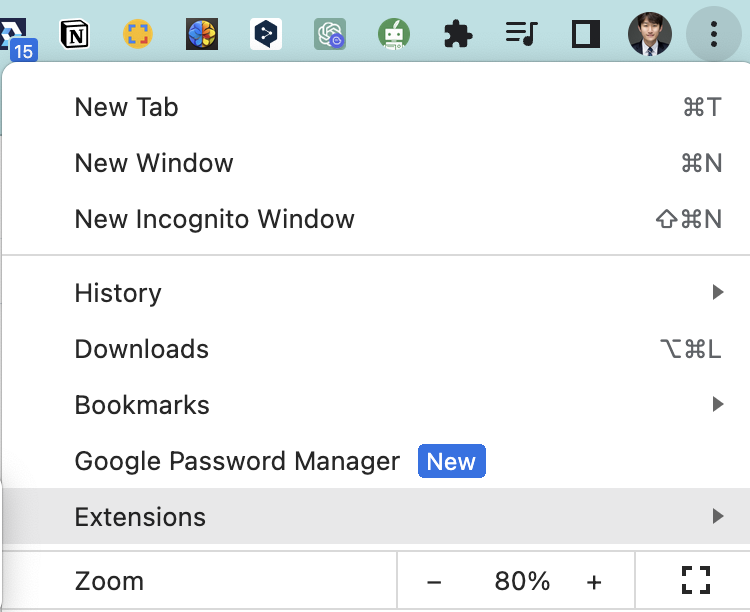 15
N
New Tab ⌘T
New Window ⌘N
New Incognito Window ⇧⌘N
History
Downloads ⌥⌘L
Bookmarks
Google Password Manager New
Extensions
Zoom − 80% +